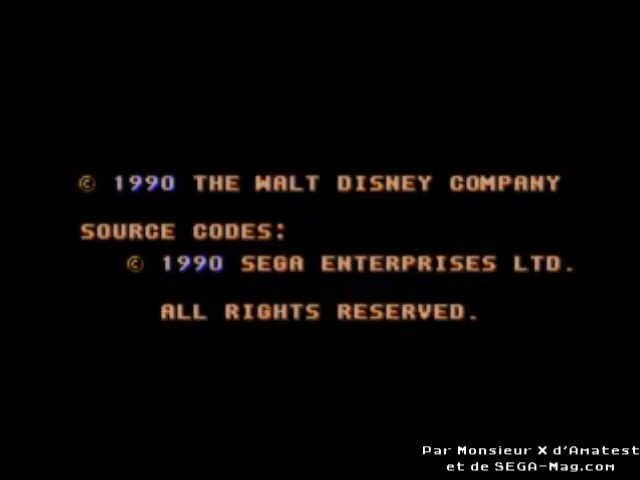 © 1990 THE WALT DISNEY COMPANY
SOURCE CODES:
© 1990 SEGA ENTERPRISES LTD.
ALL RIGHTS RESERVED.
Par Monsieur X d'Amatest
et de SEGA-Mag.com